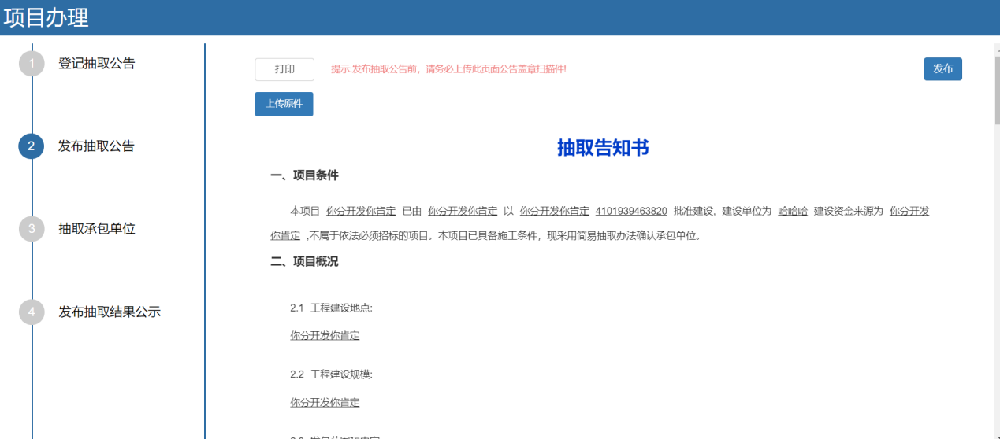 项目办理
1 登记抽取公告
2 发布抽取公告
3 抽取承包单位
4 发布抽取结果公示
打印 提示:发布抽取公告前，请务必上传此页面公告盖章扫描件! 发布
上传原件
抽取告知书
一、项目条件
本项目 你分开发你肯定 已由 你分开发你肯定 以 你分开发你肯定 4101939463820 批准建设, 建设单位为 哈哈哈 建设资金来源为 你分开发
你肯定 ,不属于依法必须招标的项目。本项目已具备施工条件，现采用简易抽取办法确认承包单位。
二、项目概况
2.1 工程建设地点:
你分开发你肯定
2.2 工程建设规模:
你分开发你肯定